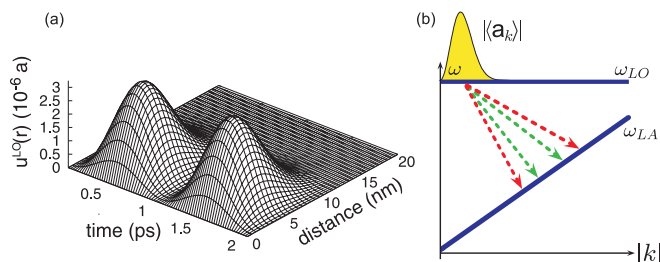 (a)
u^LO(r) (10^-6 a)
3
2.5
2
1.5
1
0.5
0
0.5
1
1.5
2
time (ps)
0
5
10
15
20
distance (nm)
(b)
|⟨a_k⟩|
ω
ω_LO
ω_LA
|k|